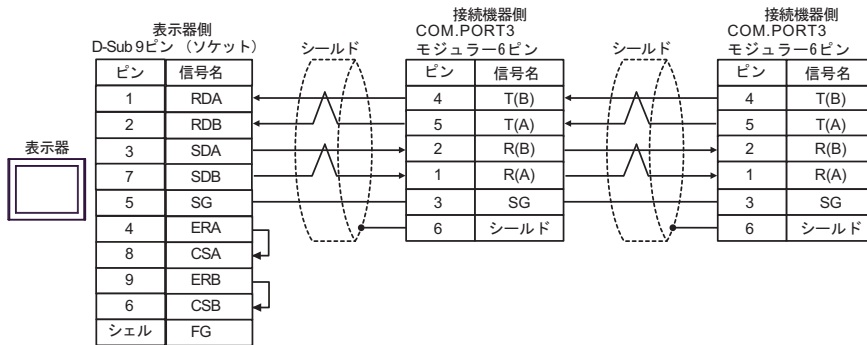 表示器
表示器側
D-Sub 9ピン （ソケット）
ピン 信号名
1 RDA
2 RDB
3 SDA
7 SDB
5 SG
4 ERA
8 CSA
9 ERB
6 CSB
シェル FG
シールド
接続機器側
COM.PORT3
モジュラー6ピン
ピン 信号名
4 T(B)
5 T(A)
2 R(B)
1 R(A)
3 SG
6 シールド
シールド
接続機器側
COM.PORT3
モジュラー6ピン
ピン 信号名
4 T(B)
5 T(A)
2 R(B)
1 R(A)
3 SG
6 シールド